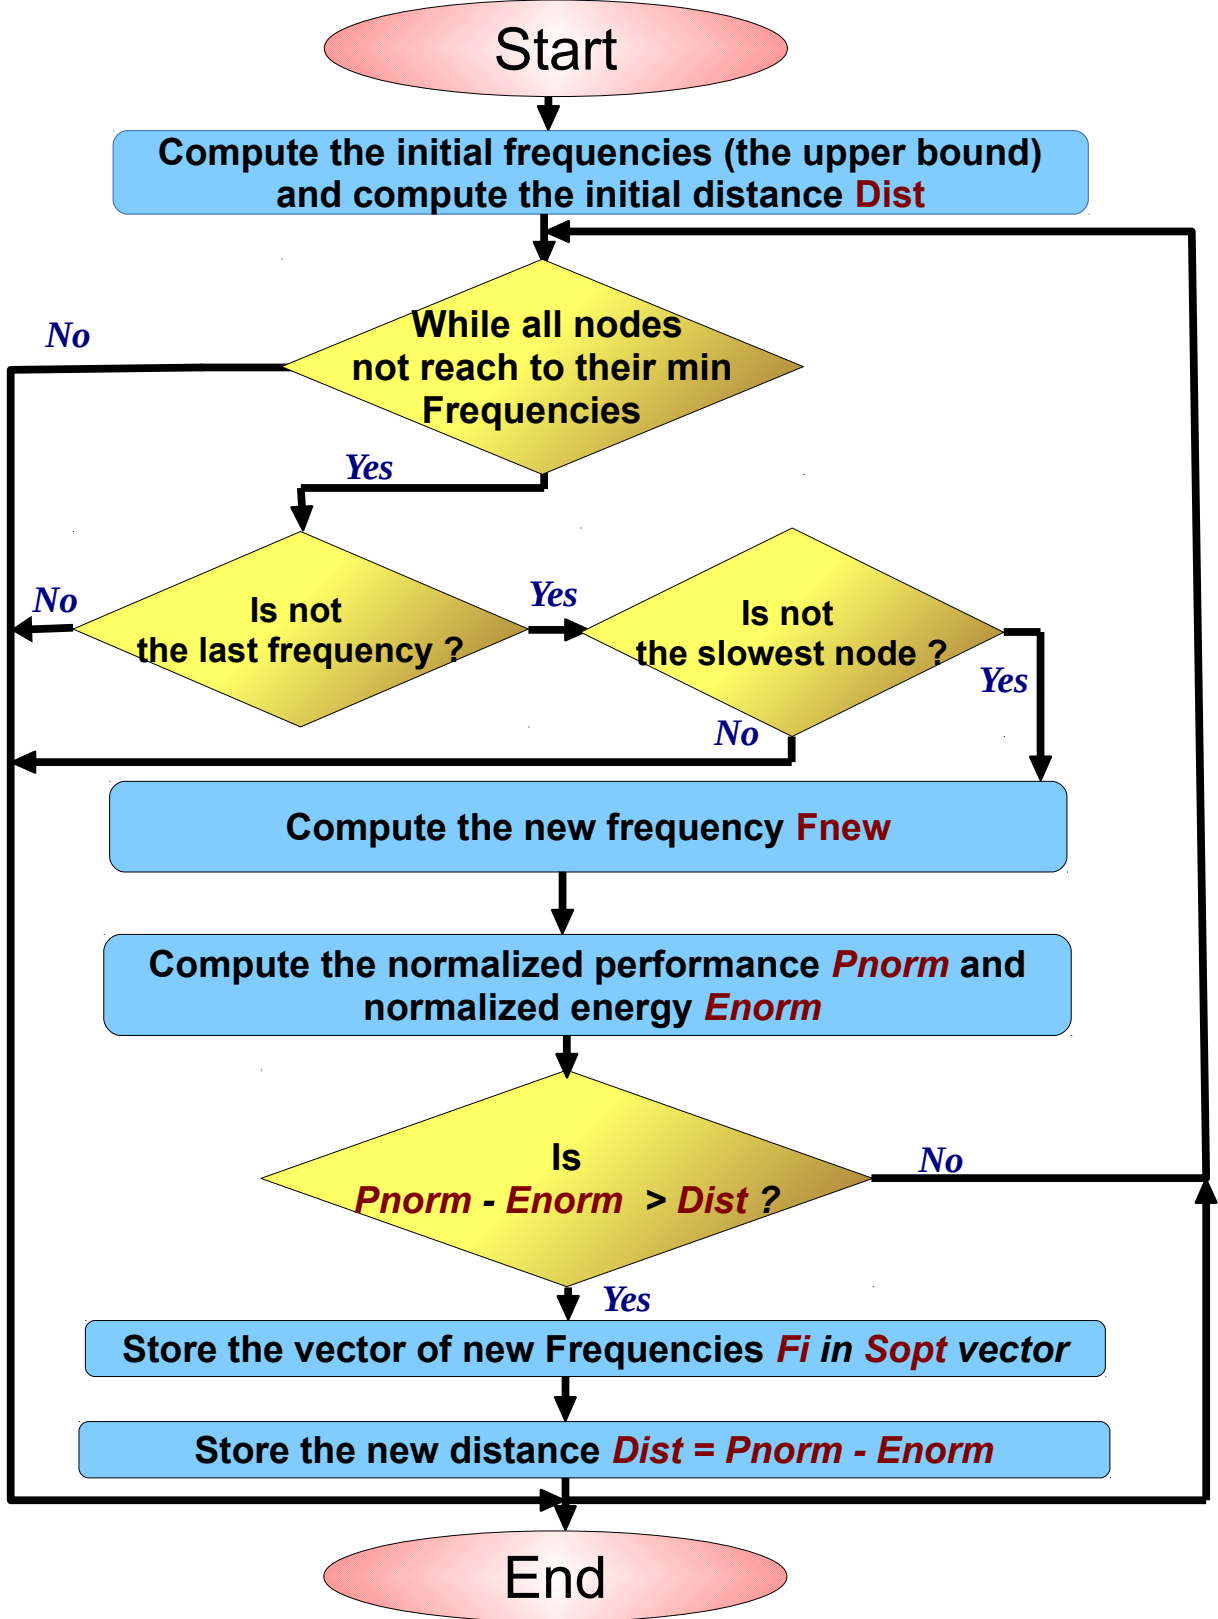 Start
Compute the initial frequencies (the upper bound)
and compute the initial distance Dist
No
While all nodes
not reach to their min
Frequencies
Yes
No
Is not
the last frequency ?
Yes
Is not
the slowest node ?
Yes
No
Compute the new frequency Fnew
Compute the normalized performance Pnorm and
normalized energy Enorm
Is
Pnorm - Enorm > Dist ?
No
Yes
Store the vector of new Frequencies Fi in Sopt vector
Store the new distance Dist = Pnorm - Enorm
End